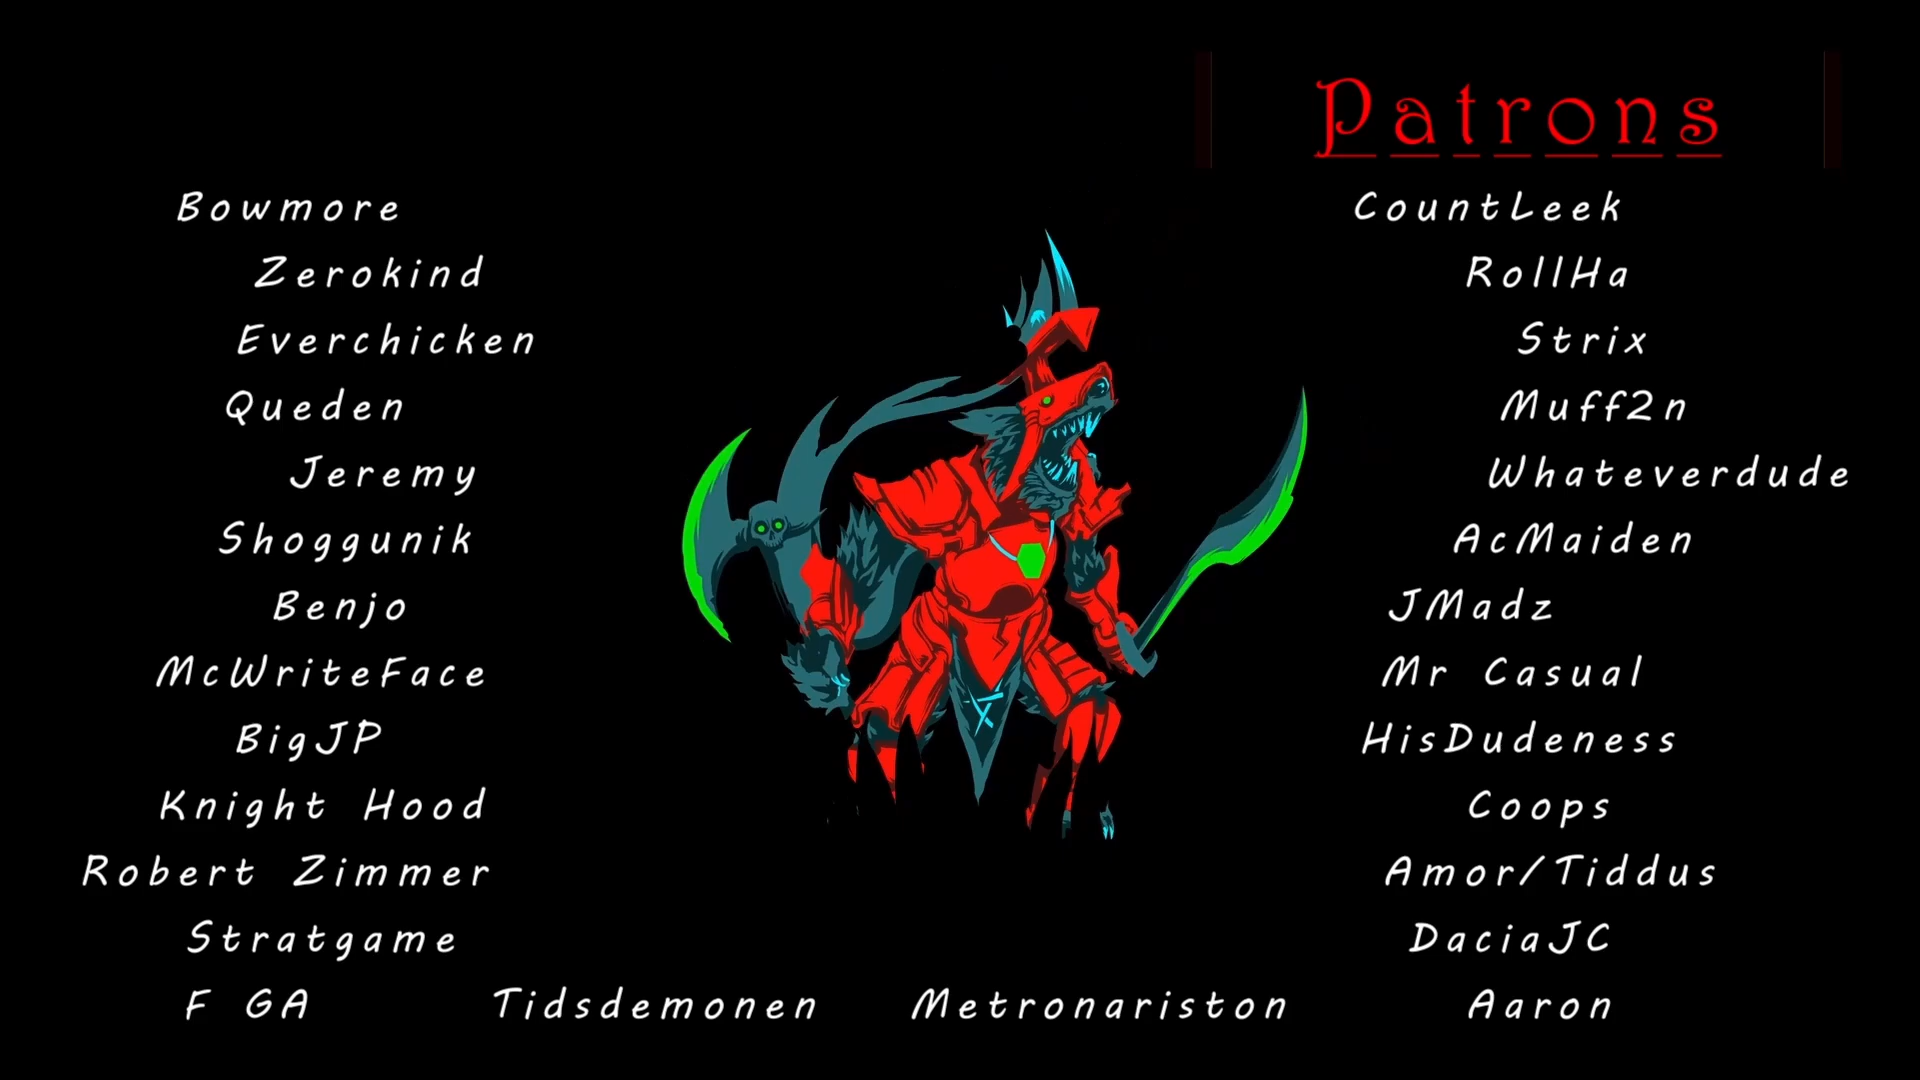 Patrons
Bowmore
Zerokind
Everchicken
Queden
Jeremy
Shoggunik
Benjo
McWriteFace
BigJP
Knight Hood
Robert Zimmer
Stratgame
F GA
Tidsdemonen
Metronariston
CountLeek
RollHa
Strix
Muff2n
Whateverdude
AcMaiden
JMadz
Mr Casual
HisDudeness
Coops
Amor/Tiddus
DaciaJC
Aaron